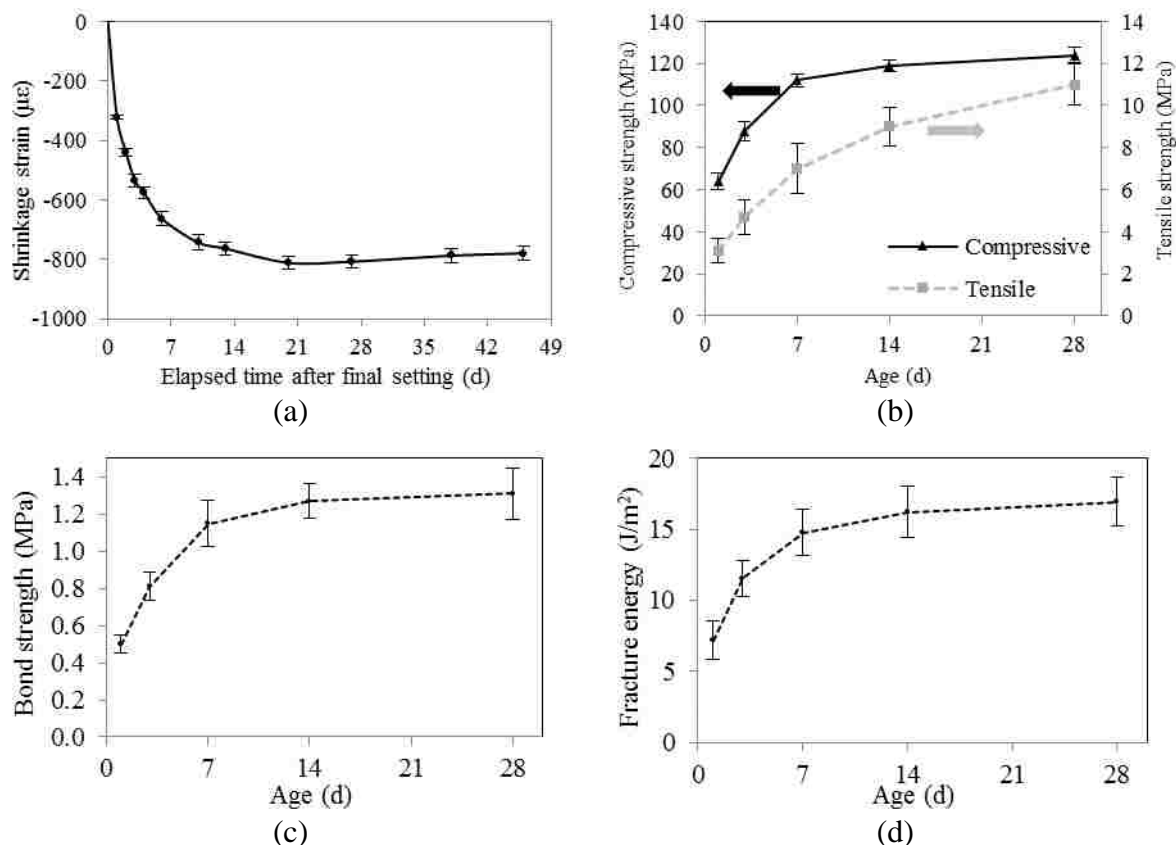 0
-200
-400
-600
-800
-1000
Shrinkage strain (με)
0 7 14 21 28 35 42 49
Elapsed time after final setting (d)
(a)
140
120
100
80
60
40
20
0
Compressive strength (MPa)
14
12
10
8
6
4
2
0
Tensile strength (MPa)
Compressive
Tensile
0 7 14 21 28
Age (d)
(b)
1.4
1.2
1.0
0.8
0.6
0.4
0.2
0.0
Bond strength (MPa)
0 7 14 21 28
Age (d)
(c)
20
15
10
5
0
Fracture energy (J/m²)
0 7 14 21 28
Age (d)
(d)